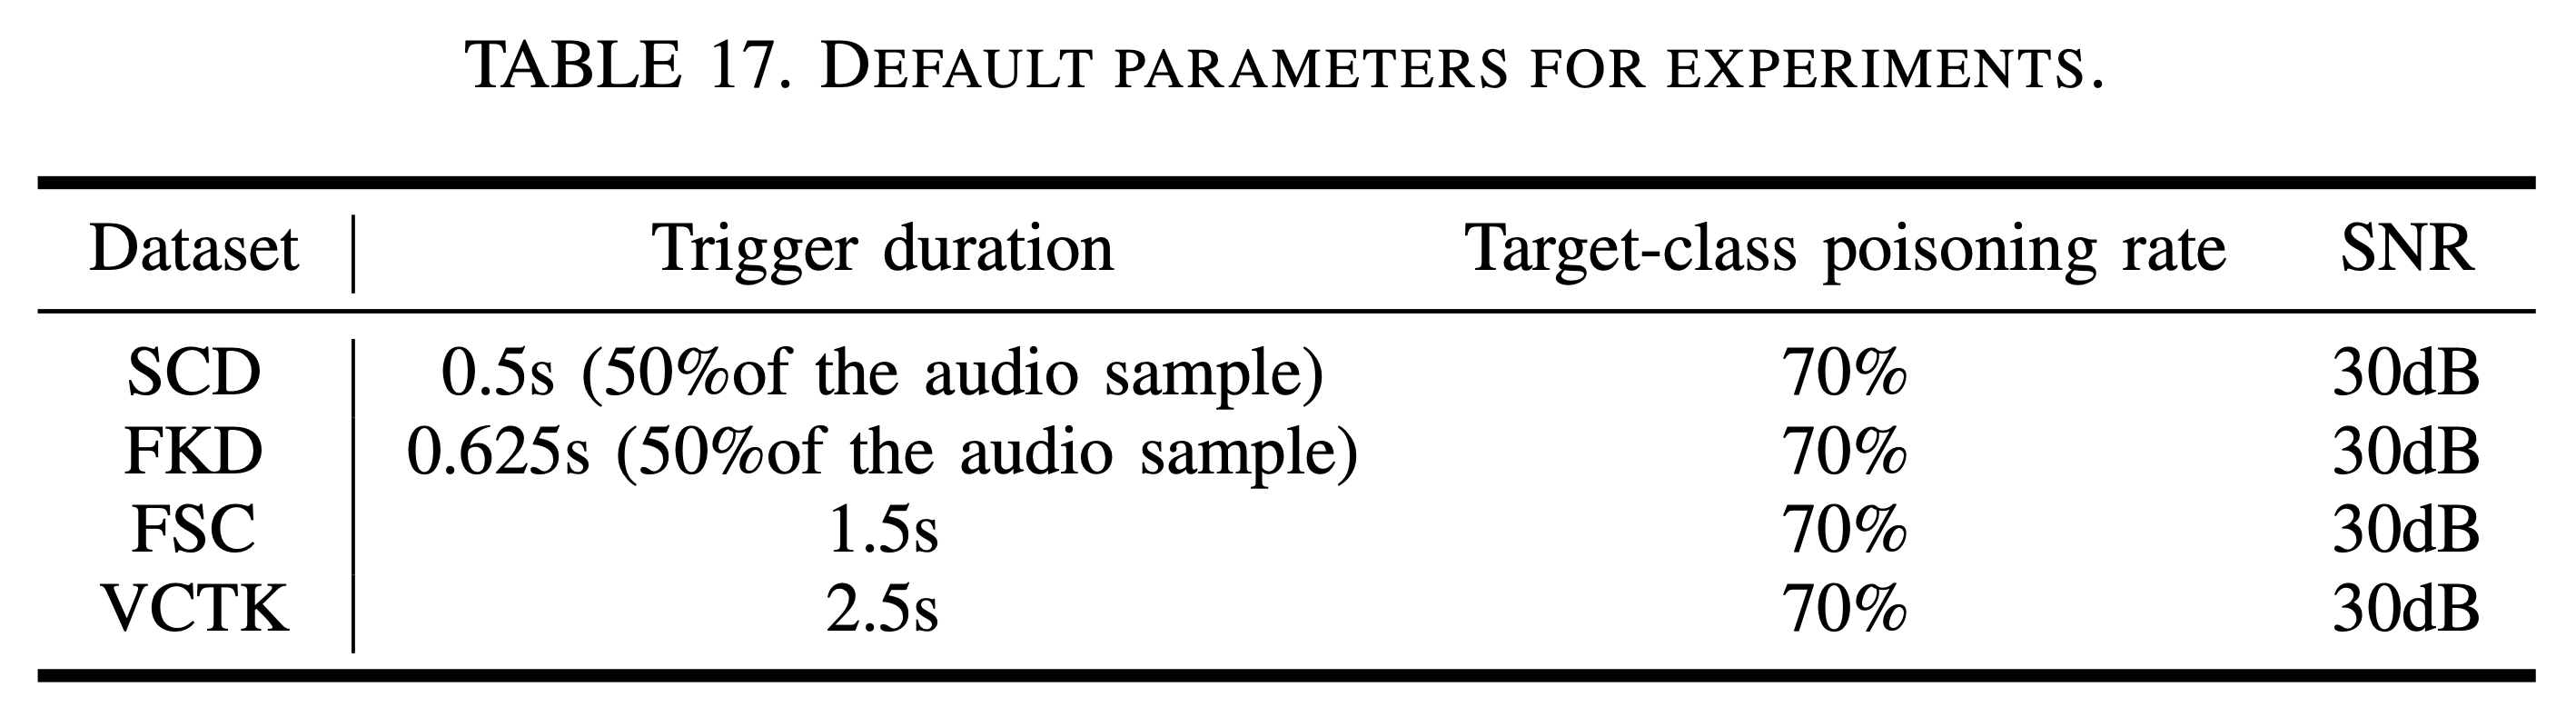 TABLE 17. DEFAULT PARAMETERS FOR EXPERIMENTS.
Dataset Trigger duration Target-class poisoning rate SNR
SCD 0.5s (50%of the audio sample) 70% 30dB
FKD 0.625s (50%of the audio sample) 70% 30dB
FSC 1.5s 70% 30dB
VCTK 2.5s 70% 30dB